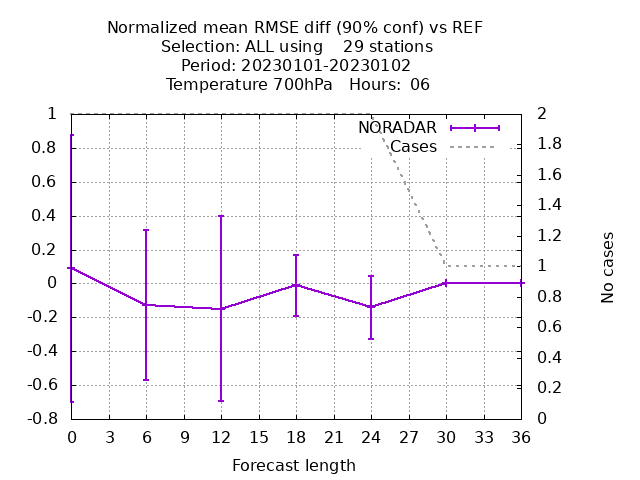 Normalized mean RMSE diff (90% conf) vs REF
Selection: ALL using    29 stations
Period: 20230101-20230102
Temperature 700hPa   Hours:  06
NORADAR
Cases
1
0.8
0.6
0.4
0.2
0
-0.2
-0.4
-0.6
-0.8
2
1.8
1.6
1.4
1.2
1
0.8
0.6
0.4
0.2
0
No cases
0 3 6 9 12 15 18 21 24 27 30 33 36
Forecast length